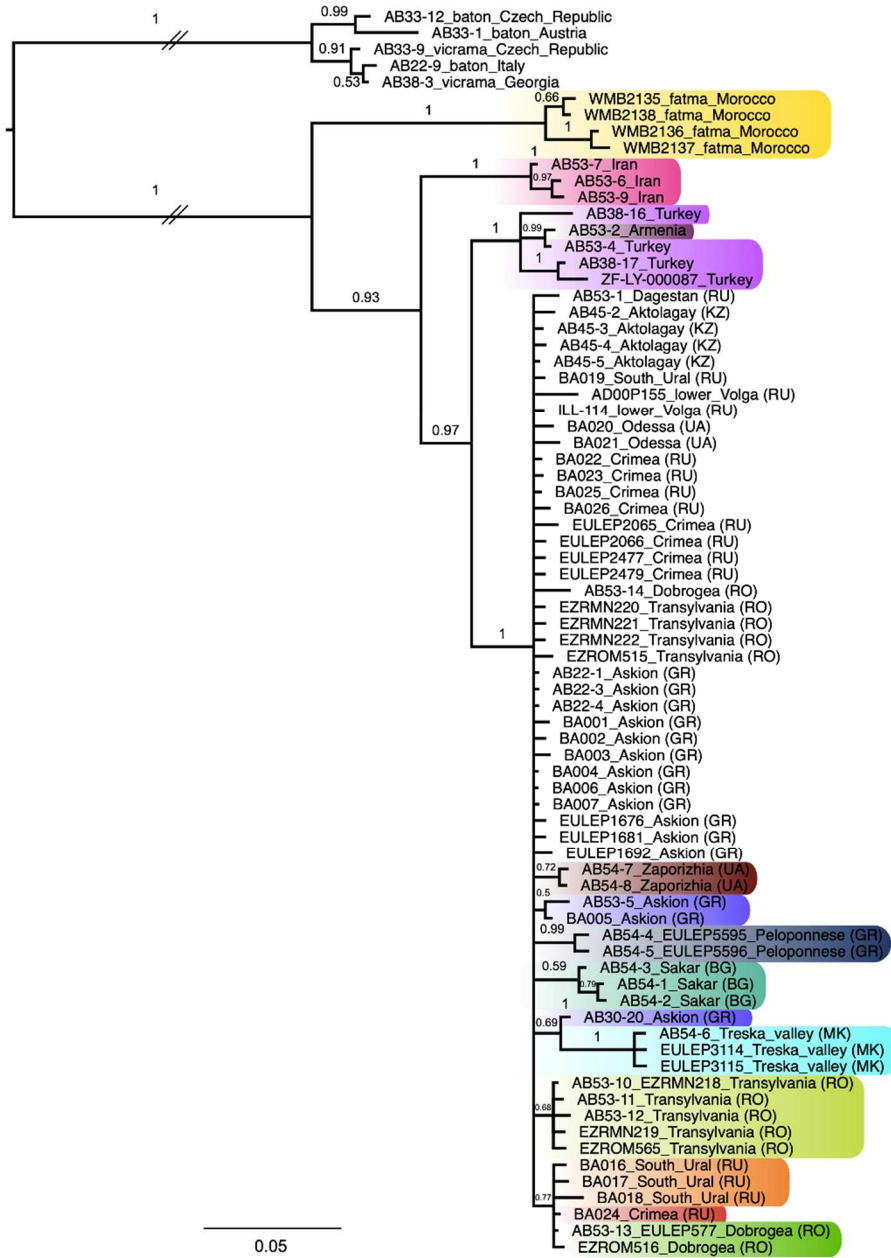 1
0.99
AB33-12_baton_Czech_Republic
AB33-1_baton_Austria
0.91
AB33-9_vicrama_Czech_Republic
AB22-9_baton_Italy
0.53
AB38-3_vicrama_Georgia
1
0.66
WMB2135_fatma_Morocco
WMB2138_fatma_Morocco
1
WMB2136_fatma_Morocco
WMB2137_fatma_Morocco
1
1
AB53-7_Iran
0.97
AB53-6_Iran
AB53-9_Iran
1
0.93
1
AB38-16_Turkey
0.99
AB53-2_Armenia
AB53-4_Turkey
1
AB38-17_Turkey
ZF-LY-000087_Turkey
0.97
AB53-1_Dagestan (RU)
AB45-2_Aktolagay (KZ)
AB45-3_Aktolagay (KZ)
AB45-4_Aktolagay (KZ)
AB45-5_Aktolagay (KZ)
BA019_South_Ural (RU)
AD00P155_lower_Volga (RU)
ILL-114_lower_Volga (RU)
BA020_Odessa (UA)
BA021_Odessa (UA)
BA022_Crimea (RU)
BA023_Crimea (RU)
BA025_Crimea (RU)
BA026_Crimea (RU)
EULEP2065_Crimea (RU)
EULEP2066_Crimea (RU)
EULEP2477_Crimea (RU)
EULEP2479_Crimea (RU)
AB53-14_Dobrogea (RO)
EZRMN220_Transylvania (RO)
EZRMN221_Transylvania (RO)
1
EZRMN222_Transylvania (RO)
EZROM515_Transylvania (RO)
AB22-1_Askion (GR)
AB22-3_Askion (GR)
AB22-4_Askion (GR)
BA001_Askion (GR)
BA002_Askion (GR)
BA003_Askion (GR)
BA004_Askion (GR)
BA006_Askion (GR)
BA007_Askion (GR)
EULEP1676_Askion (GR)
EULEP1681_Askion (GR)
EULEP1692_Askion (GR)
0.72
AB54-7_Zaporizhia (UA)
AB54-8_Zaporizhia (UA)
0.5
AB53-5_Askion (GR)
BA005_Askion (GR)
0.99
AB54-4_EULEP5595_Peloponnese (GR)
AB54-5_EULEP5596_Peloponnese (GR)
0.59
AB54-3_Sakar (BG)
0.79
AB54-1_Sakar (BG)
AB54-2_Sakar (BG)
1
0.69
AB30-20_Askion (GR)
1
AB54-6_Treska_valley (MK)
EULEP3114_Treska_valley (MK)
EULEP3115_Treska_valley (MK)
0.68
AB53-10_EZRMN218_Transylvania (RO)
AB53-11_Transylvania (RO)
AB53-12_Transylvania (RO)
EZRMN219_Transylvania (RO)
EZROM565_Transylvania (RO)
0.77
BA016_South_Ural (RU)
BA017_South_Ural (RU)
BA018_South_Ural (RU)
BA024_Crimea (RU)
AB53-13_EULEP577_Dobrogea (RO)
EZROM516_Dobrogea (RO)
0.05